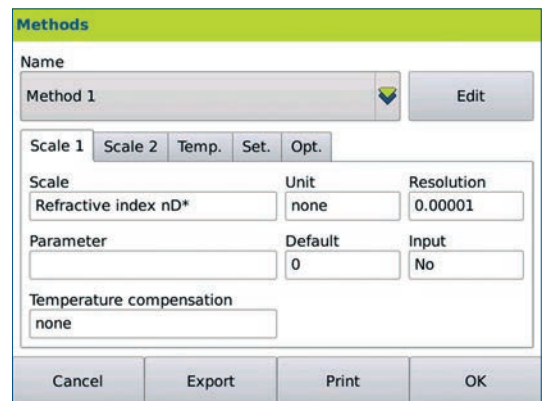 Methods
Name
Method 1
Edit
Scale 1 Scale 2 Temp. Set. Opt.
Scale Unit Resolution
Refractive index nD* none 0.00001
Parameter Default Input
0 No
Temperature compensation
none
Cancel Export Print OK